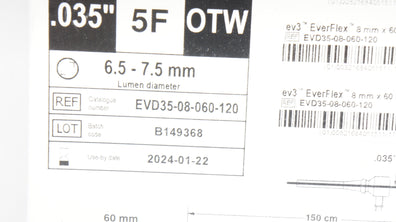 .035" 5F OTW
6.5 - 7.5 mm
Lumen diameter
REF Catalogue number EVD35-08-060-120
LOT Batch code B149368
Use by date 2024-01-22
ev3™ EverFlex™ 8 mm x 60
REF EVD35-08-060-120
ev3™ EverFlex™ 8 mm x 60
REF EVD35-08-060-120
.035"
60 mm
150 cm